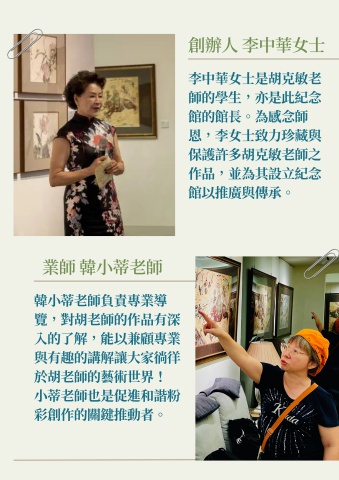 創辦人 李中華女士
李中華女士是胡克敏老
師的學生，亦是此紀念
館的館長。為感念師
恩，李女士致力珍藏與
保護許多胡克敏老師之
作品，並為其設立紀念
館以推廣與傳承。
業師 韓小蒂老師
韓小蒂老師負責專業導
覽，對胡老師的作品有深
入的了解，能以兼顧專業
與有趣的講解讓大家徜徉
於胡老師的藝術世界！
小蒂老師也是促進和諧粉
彩創作的關鍵推動者。